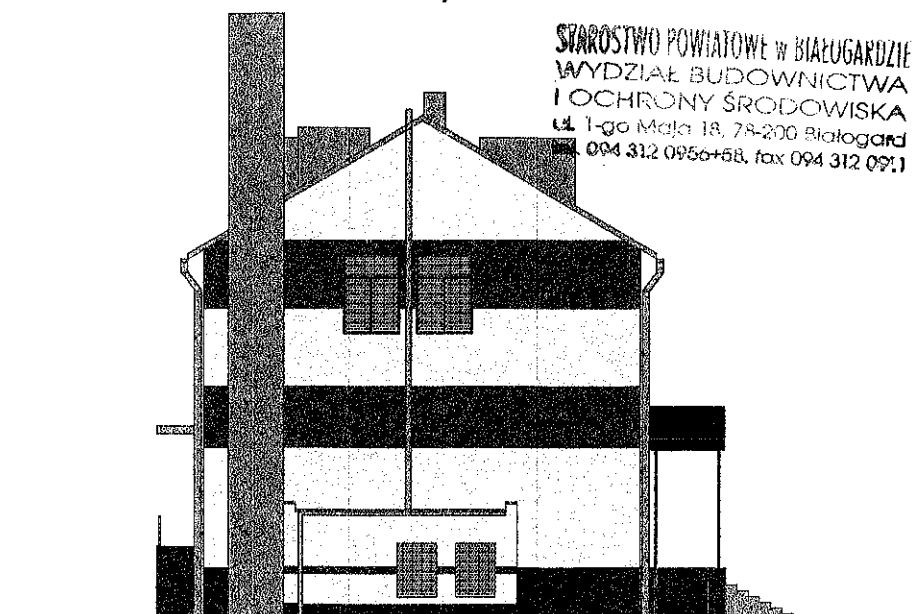 STAROSTWO POWIATOWE w BIAŁOGARDZIE
WYDZIAŁ BUDOWNICTWA
I OCHRONY ŚRODOWISKA
ul. 1-go Maja 18, 78-200 Białogard
094 312 0956+58, fax 094 312 0911